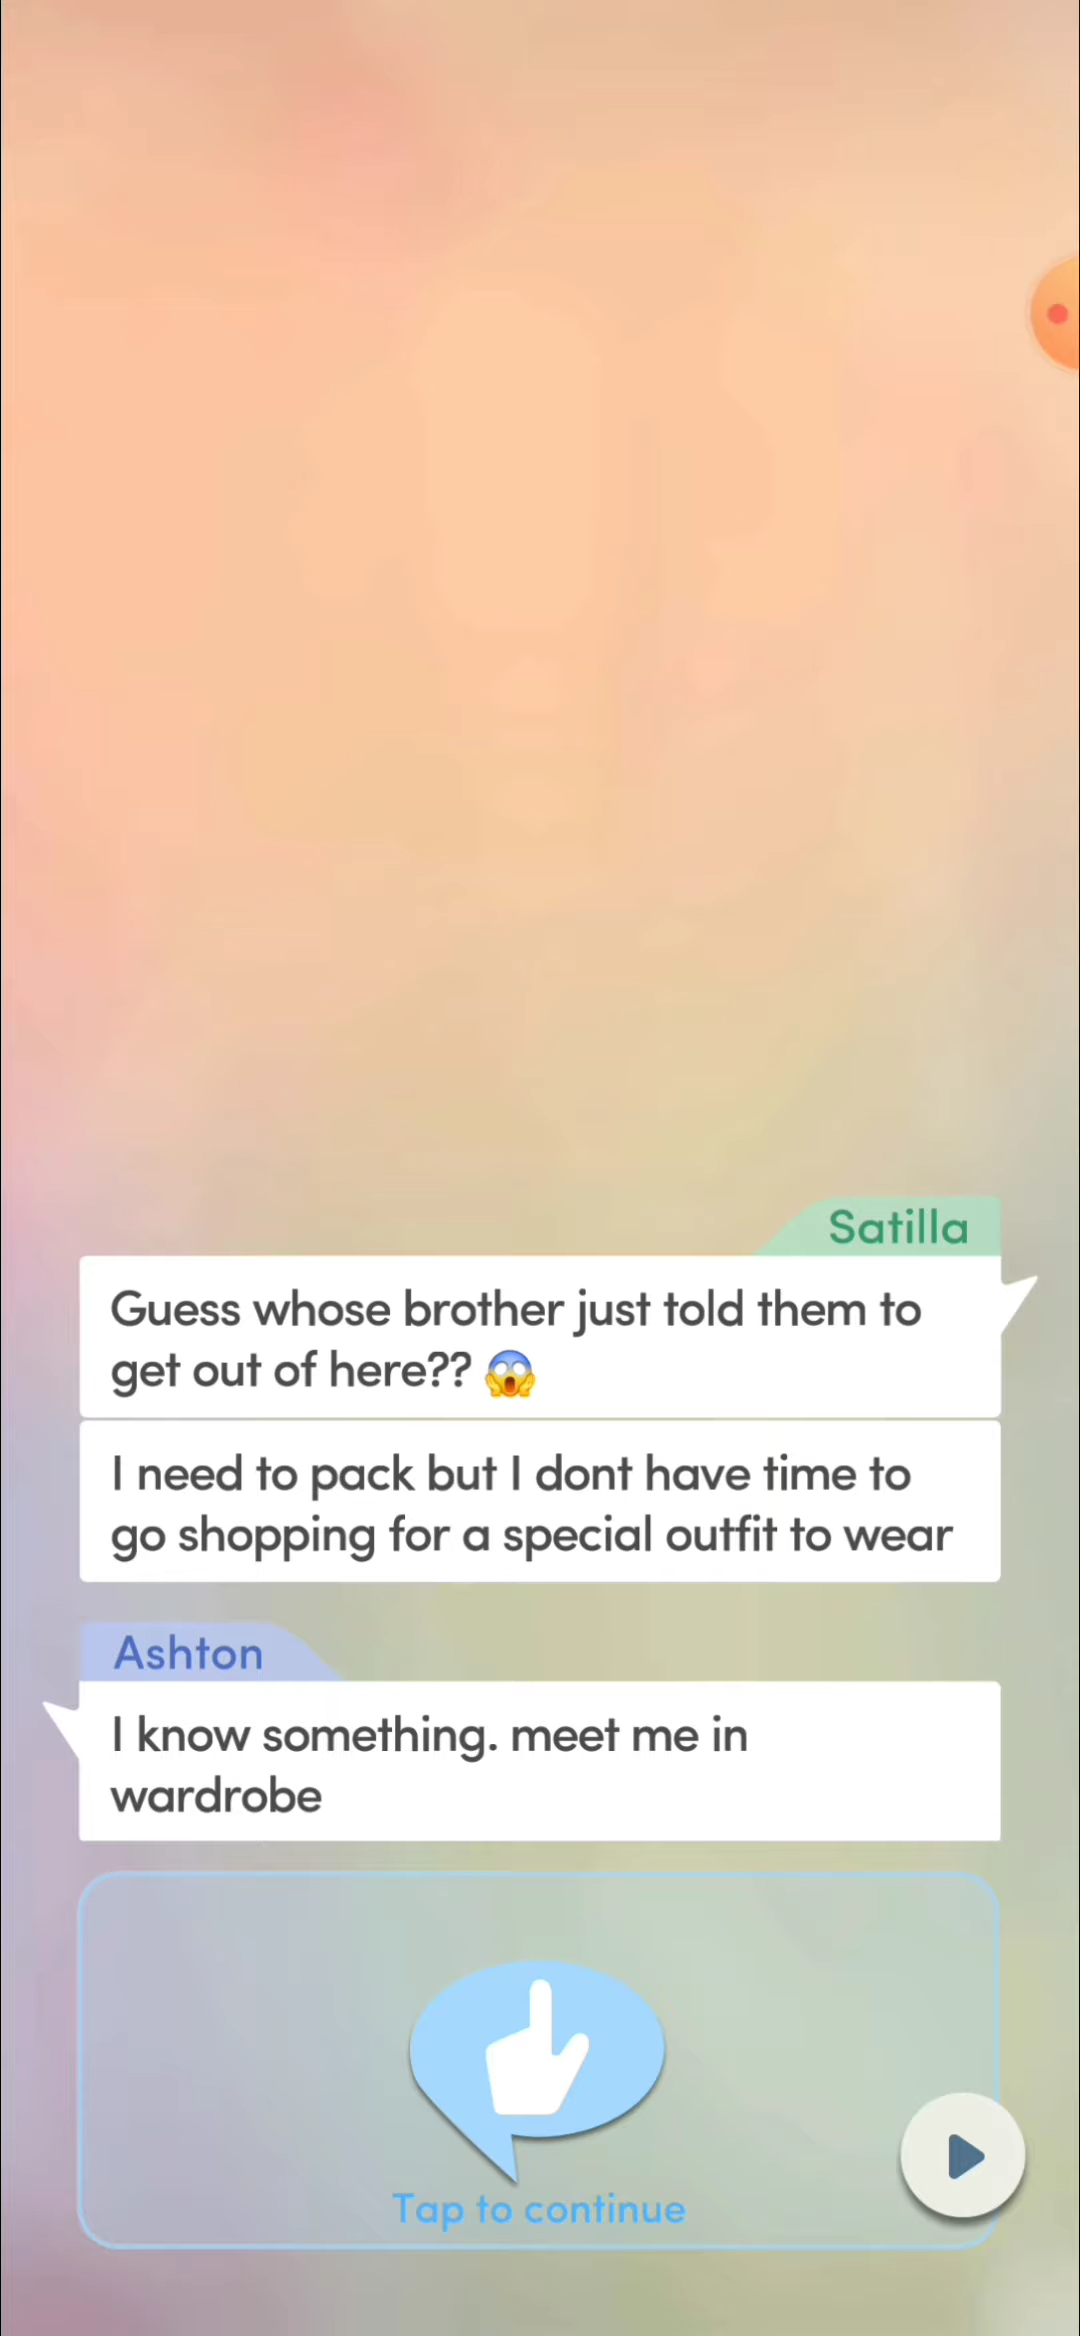 Satilla
Guess whose brother just told them to
get out of here?? 😱
I need to pack but I dont have time to
go shopping for a special outfit to wear
Ashton
I know something. meet me in
wardrobe
Tap to continue